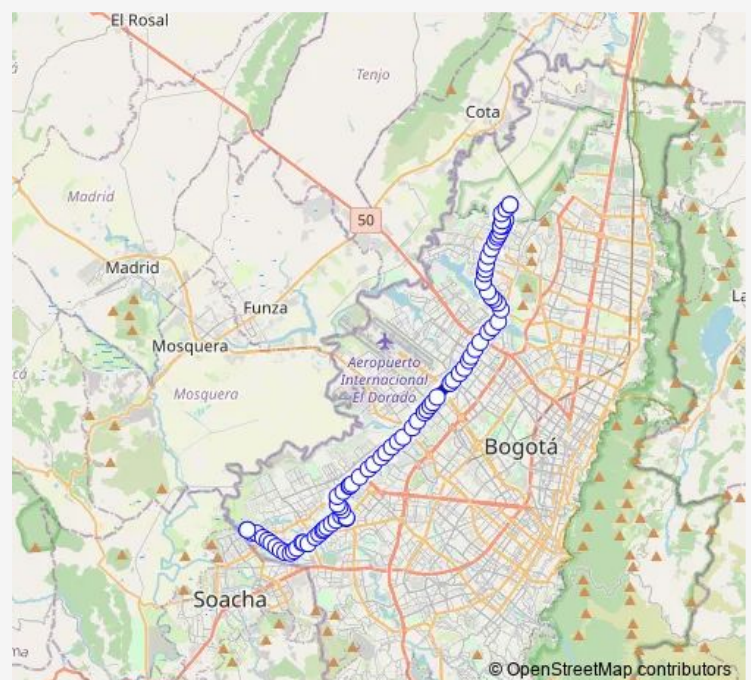 El Rosal
Tenjo
Cota
Madrid
50
Madrid
Funza
Mosquera
Aeropuerto
Internacional
El Dorado
Mosquera
Bogotá
Soacha
© OpenStreetMap contributors